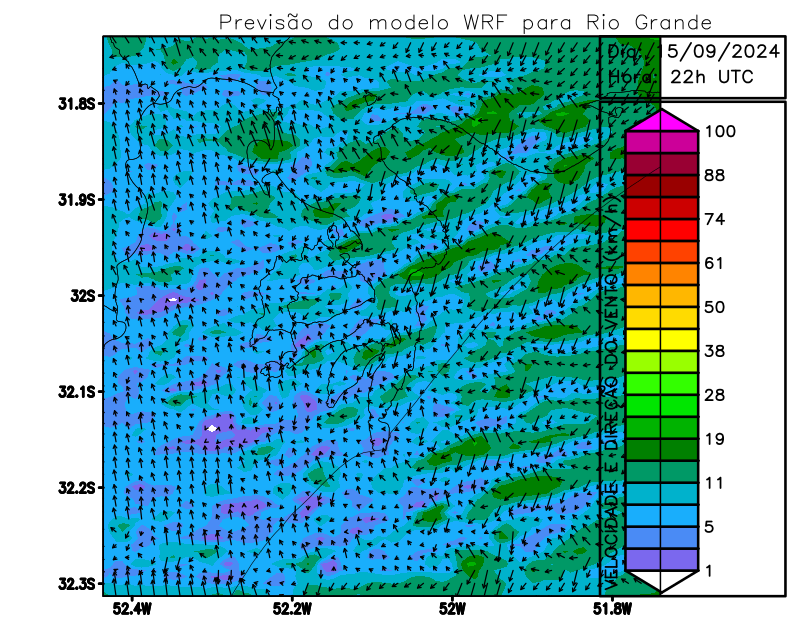 Previsão do modelo WRF para Rio Grande
Dia: 15/09/2024
Hora: 22h UTC
31.8S
31.9S
32S
32.1S
32.2S
32.3S
52.4W
52.2W
52W
51.8W
VELOCIDADE E DIREÇÃO DO VENTO (km/h)
100
88
74
61
50
38
28
19
11
5
1